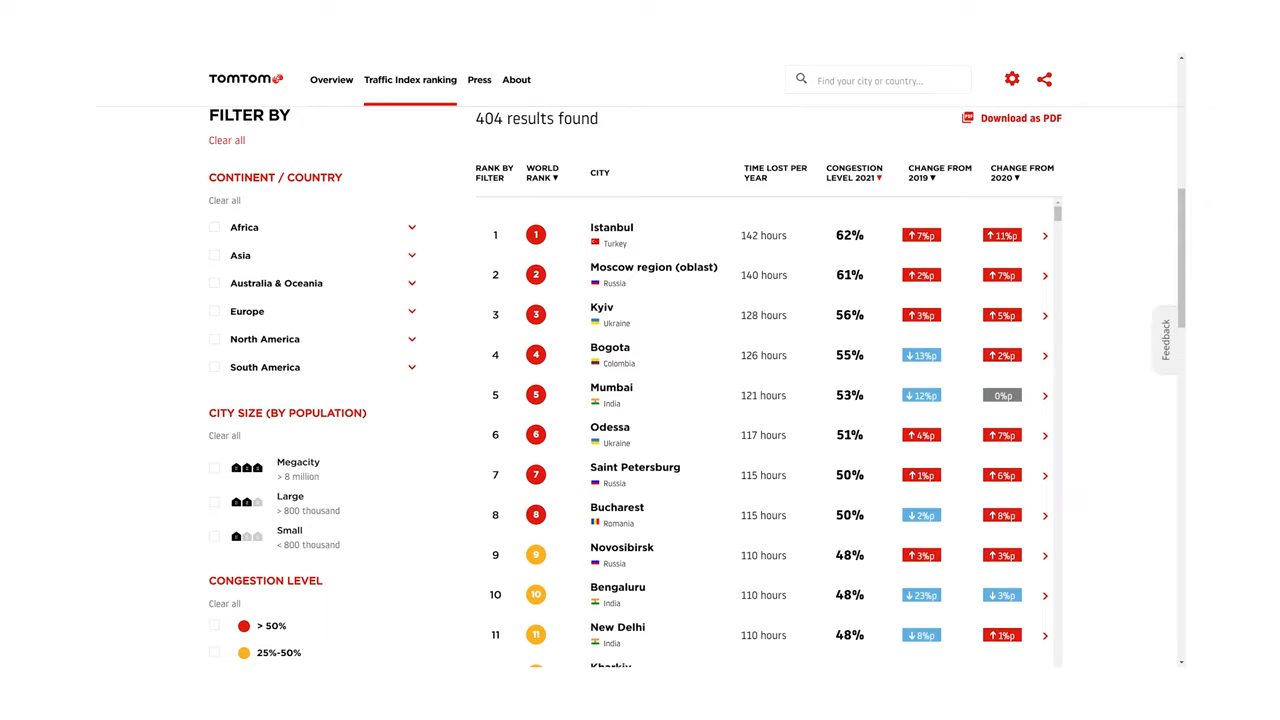 TOMTOM
Overview
Traffic Index ranking
Press
About
Find your city or country...
FILTER BY
Clear all
404 results found
PDF
Download as PDF
CONTINENT / COUNTRY
Clear all
Africa
Asia
Australia & Oceania
Europe
North America
South America
CITY SIZE (BY POPULATION)
Clear all
Megacity
> 8 million
Large
> 800 thousand
Small
< 800 thousand
CONGESTION LEVEL
Clear all
> 50%
25%-50%
RANK BY FILTER WORLD RANK ▼ CITY TIME LOST PER YEAR CONGESTION LEVEL 2021 ▼ CHANGE FROM 2019 ▼ CHANGE FROM 2020 ▼
1 1 Istanbul Turkey 142 hours 62% ↑ 7%p ↑ 11%p
2 2 Moscow region (oblast) Russia 140 hours 61% ↑ 2%p ↑ 7%p
3 3 Kyiv Ukraine 128 hours 56% ↑ 3%p ↑ 5%p
4 4 Bogota Colombia 126 hours 55% ↓ 13%p ↑ 2%p
5 5 Mumbai India 121 hours 53% ↓ 12%p 0%p
6 6 Odessa Ukraine 117 hours 51% ↑ 4%p ↑ 7%p
7 7 Saint Petersburg Russia 115 hours 50% ↑ 1%p ↑ 6%p
8 8 Bucharest Romania 115 hours 50% ↓ 2%p ↑ 8%p
9 9 Novosibirsk Russia 110 hours 48% ↑ 3%p ↑ 3%p
10 10 Bengaluru India 110 hours 48% ↓ 23%p ↓ 3%p
11 11 New Delhi India 110 hours 48% ↓ 8%p ↑ 1%p
Kharkiv
Feedback